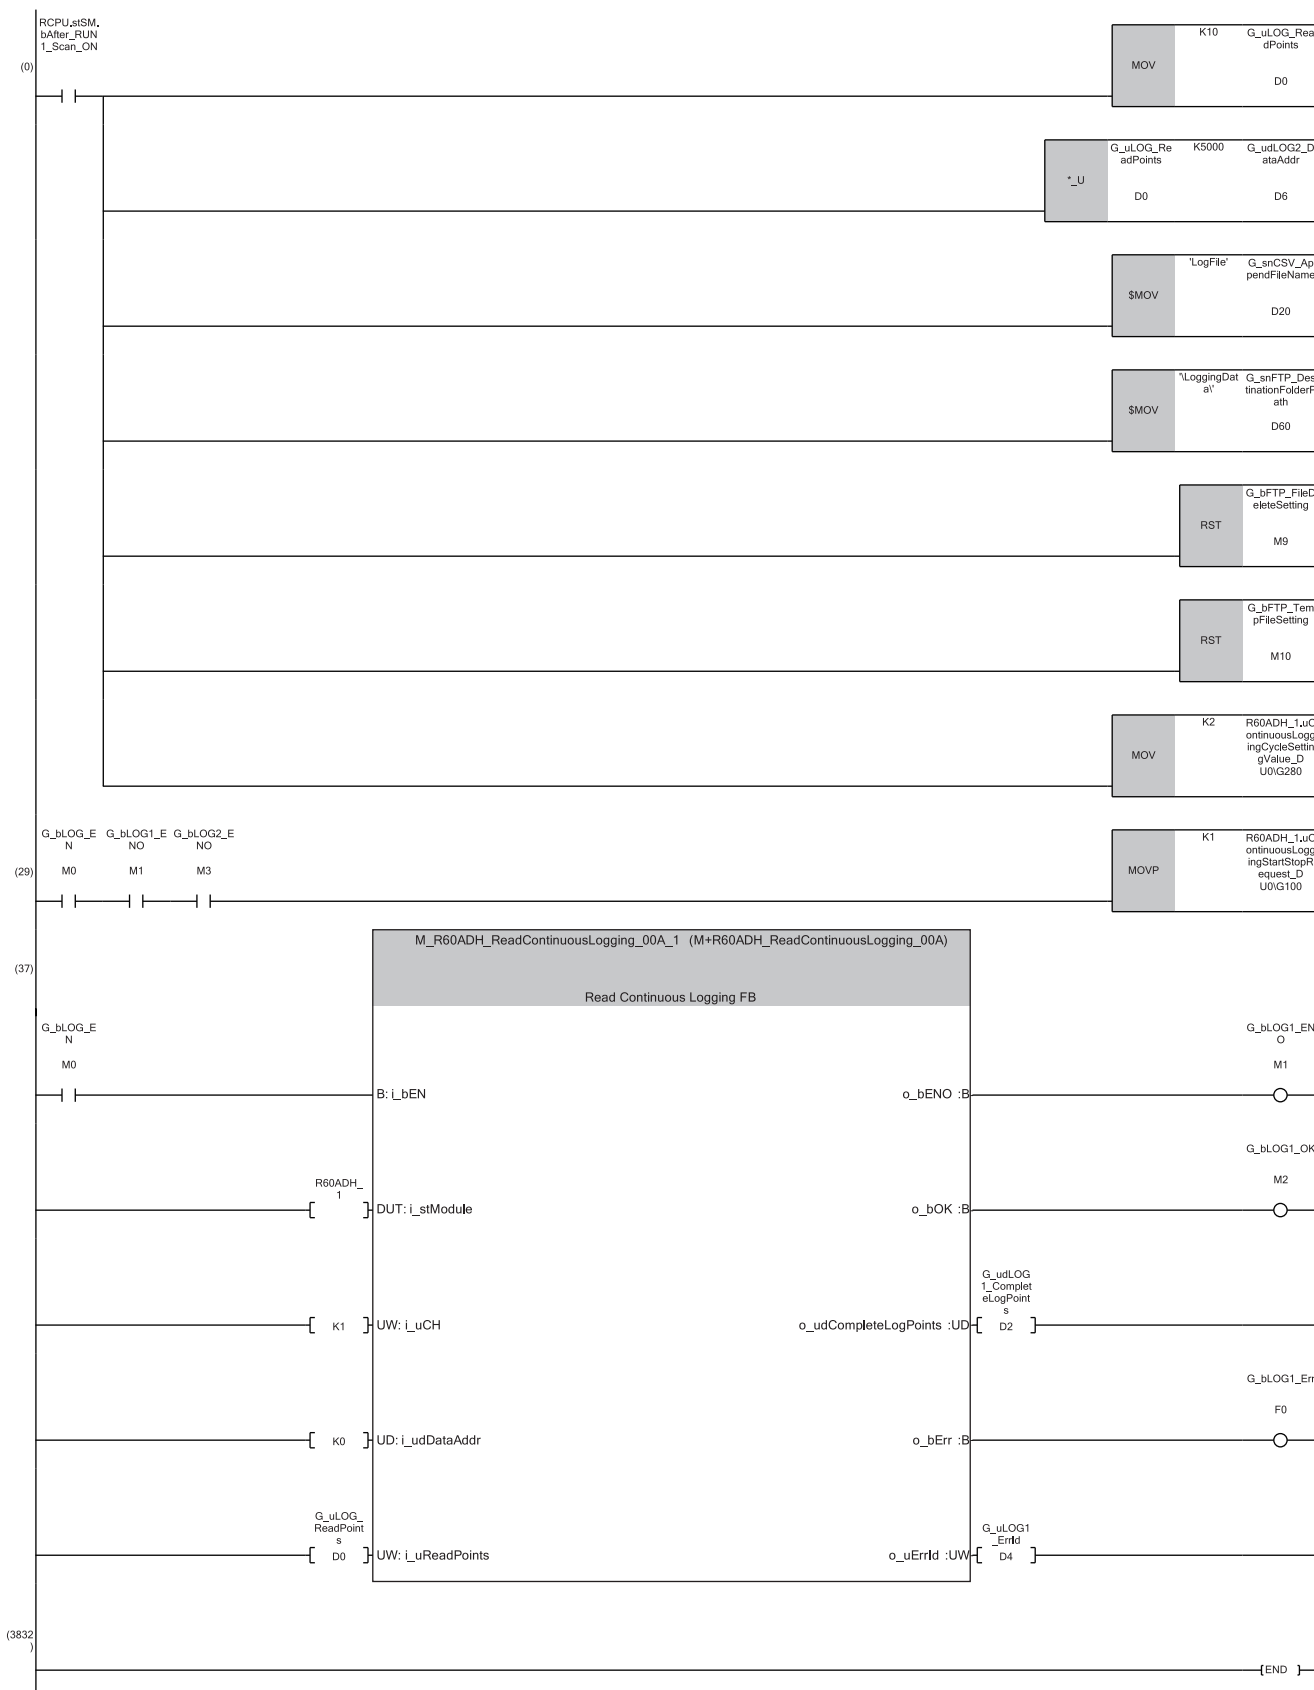 RCPU.stSM.
bAfter_RUN
1_Scan_ON
(0)
MOV
K10
G_uLOG_Rea
dPoints
D0
*_U
G_uLOG_Re
adPoints
D0
K5000
G_udLOG2_D
ataAddr
D6
$MOV
'LogFile'
G_snCSV_Ap
pendFileName
D20
$MOV
'\LoggingDat
a\'
G_snFTP_Des
tinationFolderP
ath
D60
RST
G_bFTP_FileD
eleteSetting
M9
RST
G_bFTP_Tem
pFileSetting
M10
MOV
K2
R60ADH_1.uC
ontinuousLogg
ingCycleSettin
gValue_D
U0\G280
(29)
G_bLOG_E
N
M0
G_bLOG1_E
NO
M1
G_bLOG2_E
NO
M3
MOVP
K1
R60ADH_1.uC
ontinuousLogg
ingStartStopR
equest_D
U0\G100
(37)
M_R60ADH_ReadContinuousLogging_00A_1 (M+R60ADH_ReadContinuousLogging_00A)
Read Continuous Logging FB
G_bLOG_E
N
M0
B: i_bEN
o_bENO :B
G_bLOG1_EN
O
M1
R60ADH_
1
DUT: i_stModule
o_bOK :B
G_bLOG1_OK
M2
K1
UW: i_uCH
o_udCompleteLogPoints :UD
G_udLOG
1_Complet
eLogPoint
s
D2
K0
UD: i_udDataAddr
o_bErr :B
G_bLOG1_Err
F0
G_uLOG_
ReadPoint
s
D0
UW: i_uReadPoints
o_uErrId :UW
G_uLOG1
_ErrId
D4
(3832
)
END